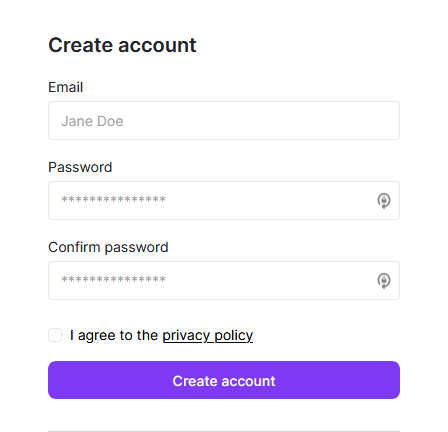 Create account
Email
Jane Doe
Password
***************
Confirm password
***************
I agree to the privacy policy
Create account